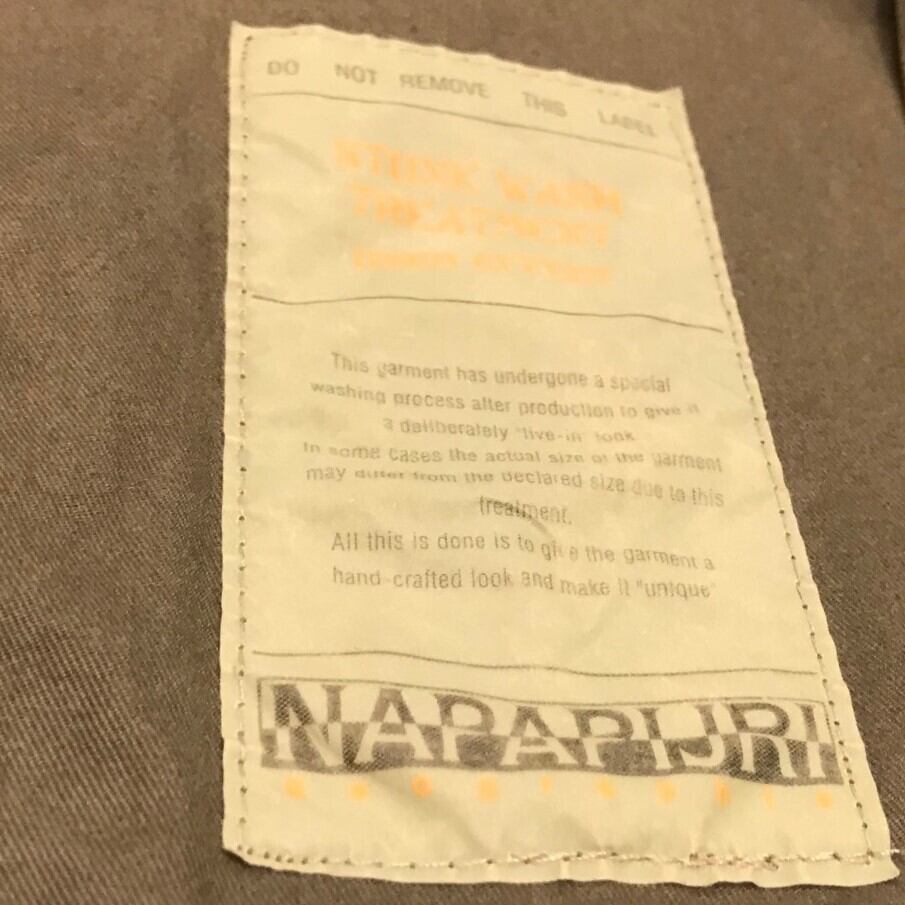 DO NOT REMOVE THIS LABEL
WASH
TREATMENT
This garment has undergone a special
washing process after production to give it
a deliberately "live-in" look
In some cases the actual size of the garment
may differ from the declared size due to this
treatment.
All this is done is to give the garment a
hand-crafted look and make it "unique"
NAPAPIJRI